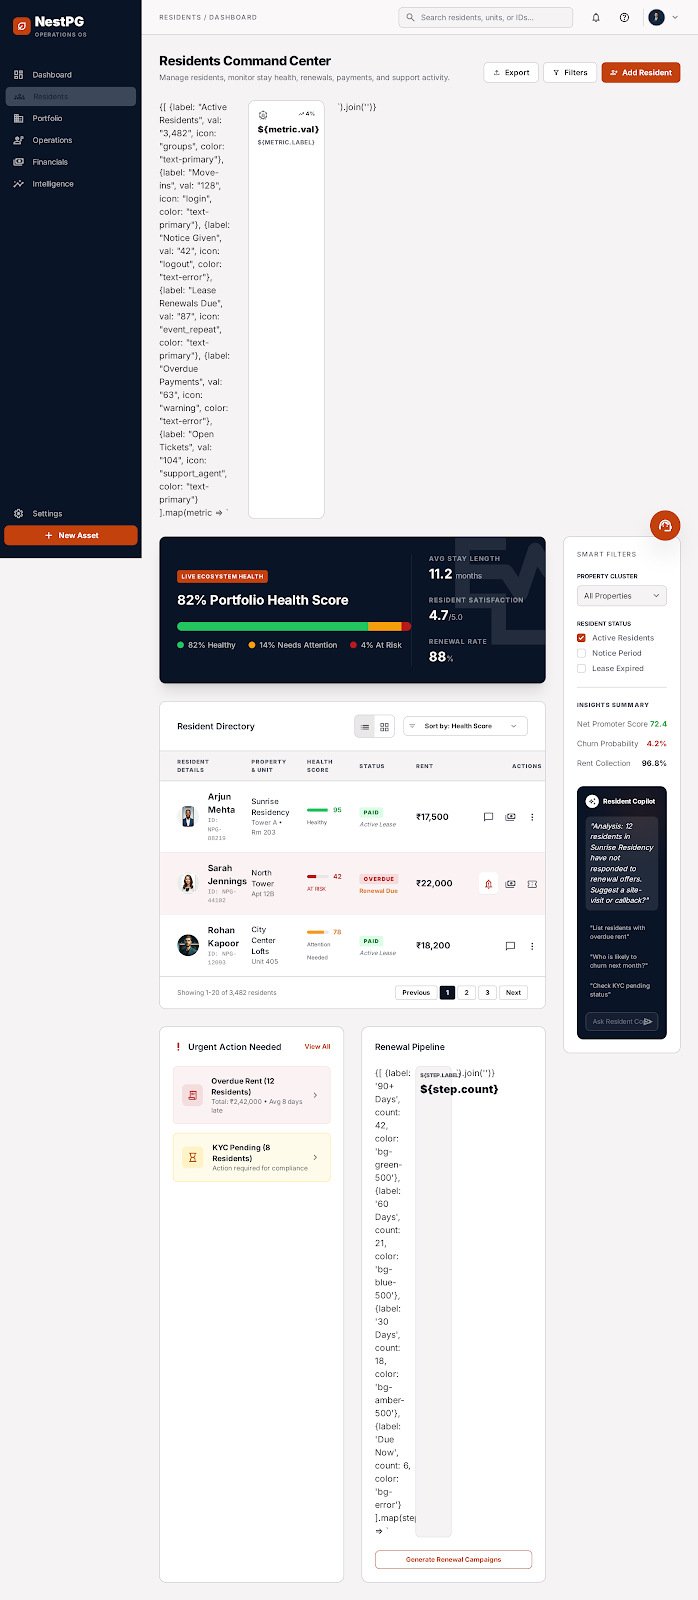 NestPG
OPERATIONS OS
Dashboard
Residents
Portfolio
Operations
Financials
Intelligence
Settings
+ New Asset
RESIDENTS / DASHBOARD
Search residents, units, or IDs...
Residents Command Center
Manage residents, monitor stay health, renewals, payments, and support activity.
Export
Filters
Add Resident
{[ {label: "Active
Residents", val:
"3,482", icon:
"groups", color:
"text-primary"},
{label: "Move-
ins", val: "128",
icon: "login",
color: "text-
primary"}, {label:
"Notice Given",
val: "42", icon:
"logout", color:
"text-error"},
{label: "Lease
Renewals Due",
val: "87", icon:
"event_repeat",
color: "text-
primary"}, {label:
"Overdue
Payments", val:
"63", icon:
"warning", color:
"text-error"},
{label: "Open
Tickets", val:
"104", icon:
"support_agent",
color: "text-
primary"}
].map(metric => `
4%
${metric.val}
${METRIC.LABEL}
`).join('')}
LIVE ECOSYSTEM HEALTH
82% Portfolio Health Score
82% Healthy
14% Needs Attention
4% At Risk
AVG STAY LENGTH
11.2 months
RESIDENT SATISFACTION
4.7/5.0
RENEWAL RATE
88%
SMART FILTERS
PROPERTY CLUSTER
All Properties
RESIDENT STATUS
Active Residents
Notice Period
Lease Expired
INSIGHTS SUMMARY
Net Promoter Score 72.4
Churn Probability 4.2%
Rent Collection 96.8%
Resident Copilot
"Analysis: 12
residents in
Sunrise Residency
have not
responded to
renewal offers.
Suggest a site-
visit or callback?"
"List residents with
overdue rent"
"Who is likely to
churn next month?"
"Check KYC pending
status"
Ask Resident Co
Resident Directory
Sort by: Health Score
RESIDENT
DETAILS
PROPERTY
& UNIT
HEALTH
SCORE
STATUS
RENT
ACTIONS
Arjun
Mehta
ID:
NPG-
88219
Sunrise
Residency
Tower A •
Rm 203
95
Healthy
PAID
Active Lease
₹17,500
Sarah
Jennings
ID: NPG-
44102
North
Tower
Apt 12B
42
AT RISK
OVERDUE
Renewal Due
₹22,000
Rohan
Kapoor
ID: NPG-
12093
City
Center
Lofts
Unit 405
78
Attention
Needed
PAID
Active Lease
₹18,200
Showing 1-20 of 3,482 residents
Previous
1
2
3
Next
Urgent Action Needed
View All
Overdue Rent (12
Residents)
Total: ₹2,42,000 • Avg 8 days
late
KYC Pending (8
Residents)
Action required for compliance
Renewal Pipeline
{[ {label:
'90+
Days',
count:
42,
color:
'bg-
green-
500'},
{label:
'60
Days',
count:
21,
color:
'bg-
blue-
500'},
{label:
'30
Days',
count:
18,
color:
'bg-
amber-
500'},
{label:
'Due
Now',
count: 6,
color:
'bg-
error'}
].map(step
=> `
${STEP.LABEL}
${step.count}
`).join('')}
Generate Renewal Campaigns